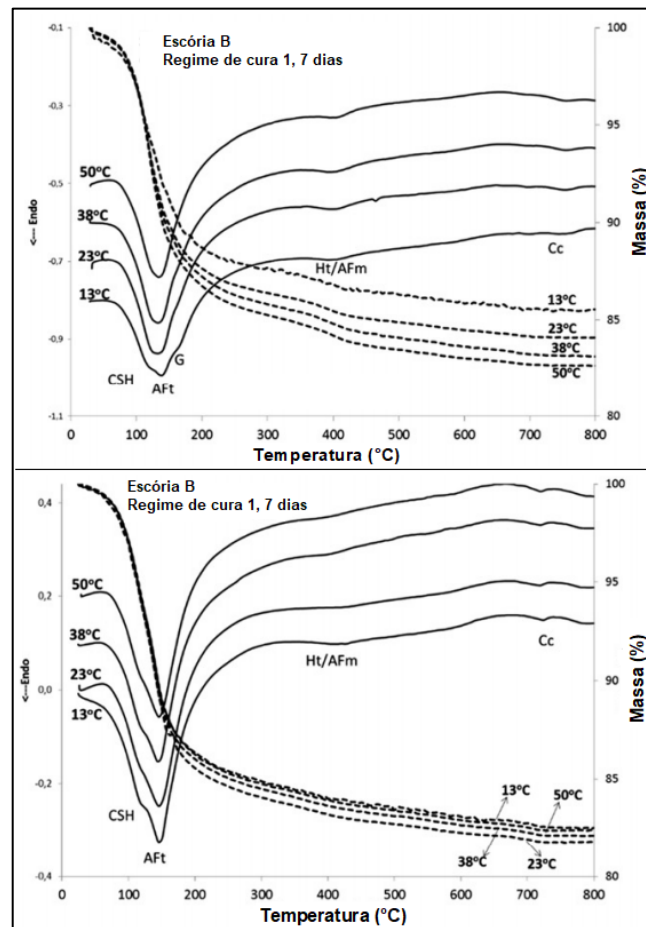 Escória B
Regime de cura 1, 7 dias
-0,1
-0,3
-0,5
-0,7
-0,9
-1,1
<--- Endo
100
95
90
85
80
Massa (%)
50ºC
38ºC
23ºC
13ºC
CSH
AFt
G
Ht/AFm
Cc
13ºC
23ºC
38ºC
50ºC
0 100 200 300 400 500 600 700 800
Temperatura (°C)
Escória B
Regime de cura 1, 7 dias
0,4
0,2
0,0
-0,2
-0,4
<---Endo
100
95
90
85
80
Massa (%)
50ºC
38ºC
23ºC
13ºC
CSH
AFt
Ht/AFm
Cc
13ºC
50ºC
38ºC
23ºC
0 100 200 300 400 500 600 700 800
Temperatura (°C)